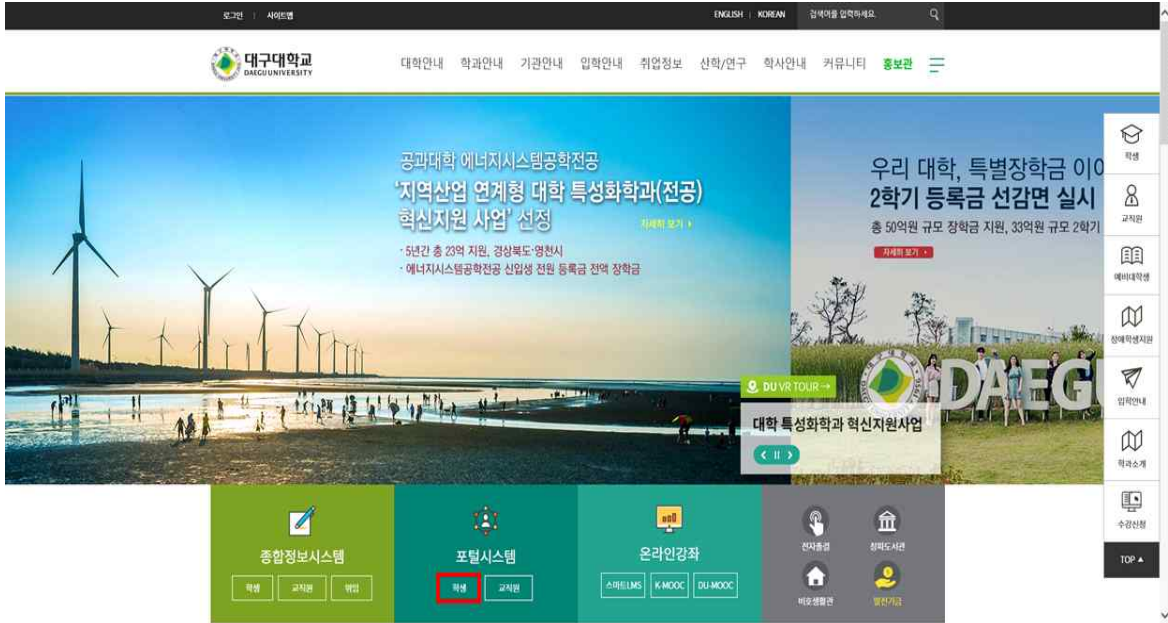 로그인 | 사이트맵
ENGLISH | KOREAN
검색어를 입력하세요.
대구대학교
DAEGU UNIVERSITY
대학안내 학과안내 기관안내 입학안내 취업정보 산학/연구 학사안내 커뮤니티 홍보관
공과대학 에너지시스템공학전공
'지역산업 연계형 대학 특성화학과(전공)
혁신지원 사업' 선정
자세히 보기
· 5년간 총 23억 지원, 경상북도·영천시
· 에너지시스템공학전공 신입생 전원 등록금 전액 장학금
우리 대학, 특별장학금 이어
2학기 등록금 선감면 실시
총 50억원 규모 장학금 지원, 33억원 규모 2학기
자세히 보기
DAEGU
DU VR TOUR →
대학 특성화학과 혁신지원사업
학생
교직원
예비대학생
장애학생지원
입학안내
학과소개
수강신청
TOP ▲
종합정보시스템
학생 교직원 위임
포털시스템
학생 교직원
온라인강좌
스마트LMS K-MOOC DU-MOOC
전자출결
창파도서관
비호생활관
발전기금